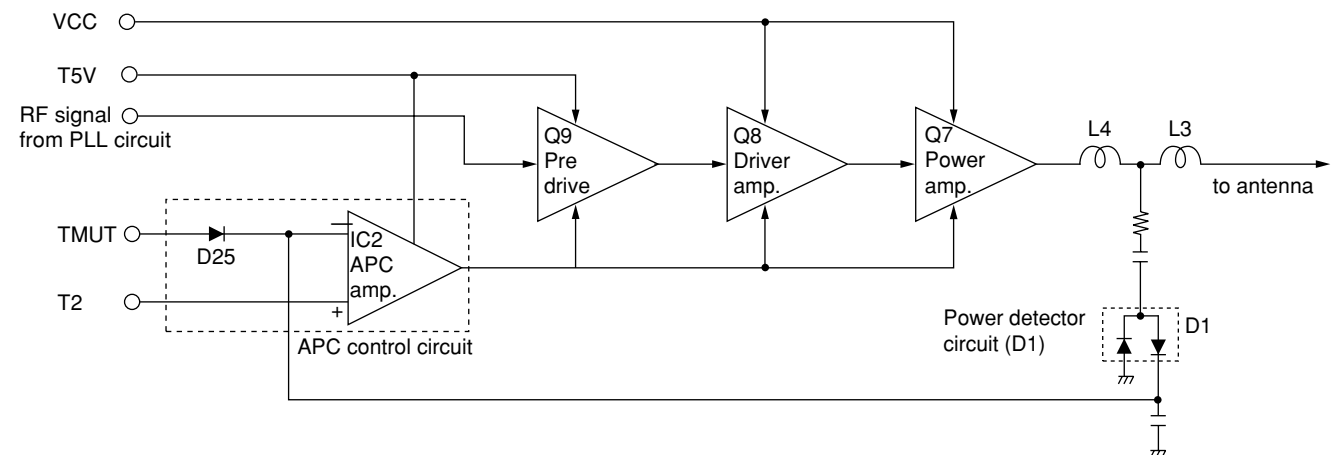 VCC
T5V
RF signal
from PLL circuit
Q9
Pre
drive
Q8
Driver
amp.
Q7
Power
amp.
L4
L3
to antenna
TMUT
D25
T2
–
IC2
APC
amp.
+
APC control circuit
Power detector
circuit (D1)
D1